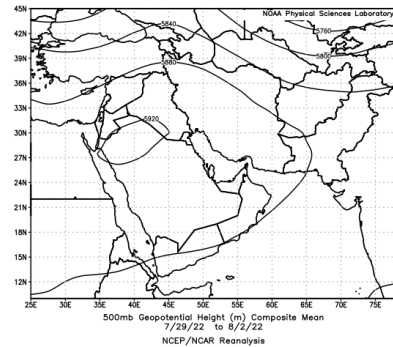 NOAA Physical Sciences Laboratory
45N
42N
39N
36N
33N
30N
27N
24N
21N
18N
15N
12N
5840
5760
5800
5880
5920
25E 30E 35E 40E 45E 50E 55E 60E 65E 70E 75E
500mb Geopotential Height (m) Composite Mean
7/29/22 to 8/2/22
NCEP/NCAR Reanalysis